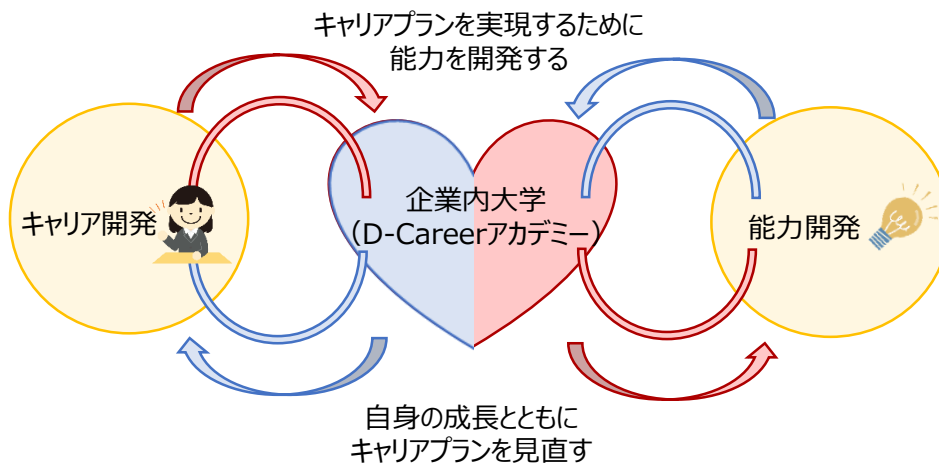 キャリアプランを実現するために
能力を開発する
キャリア開発
企業内大学
（D-Careerアカデミー）
能力開発
自身の成長とともに
キャリアプランを見直す